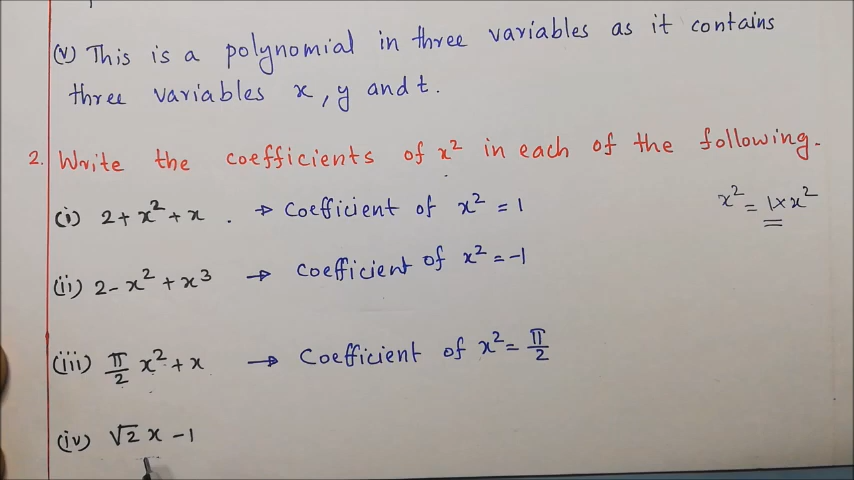 (v) This is a polynomial in three variables as it contains
three variables x, y and t.
2. Write the coefficients of x² in each of the following.
(i) 2+x²+x . → Coefficient of x² = 1
x² = 1×x²
(ii) 2-x²+x³ → Coefficient of x² = -1
(iii) π/2 x²+x → Coefficient of x² = π/2
(iv) √2 x -1